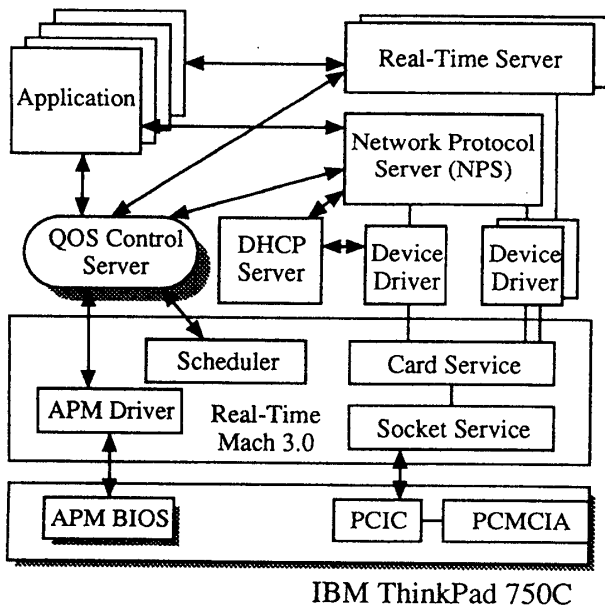 Real-Time Server
Application
Network Protocol
Server (NPS)
QOS Control
Server
DHCP
Server
Device
Driver
Device
Driver
Scheduler
Card Service
APM Driver
Real-Time
Mach 3.0
Socket Service
APM BIOS
PCIC
PCMCIA
IBM ThinkPad 750C